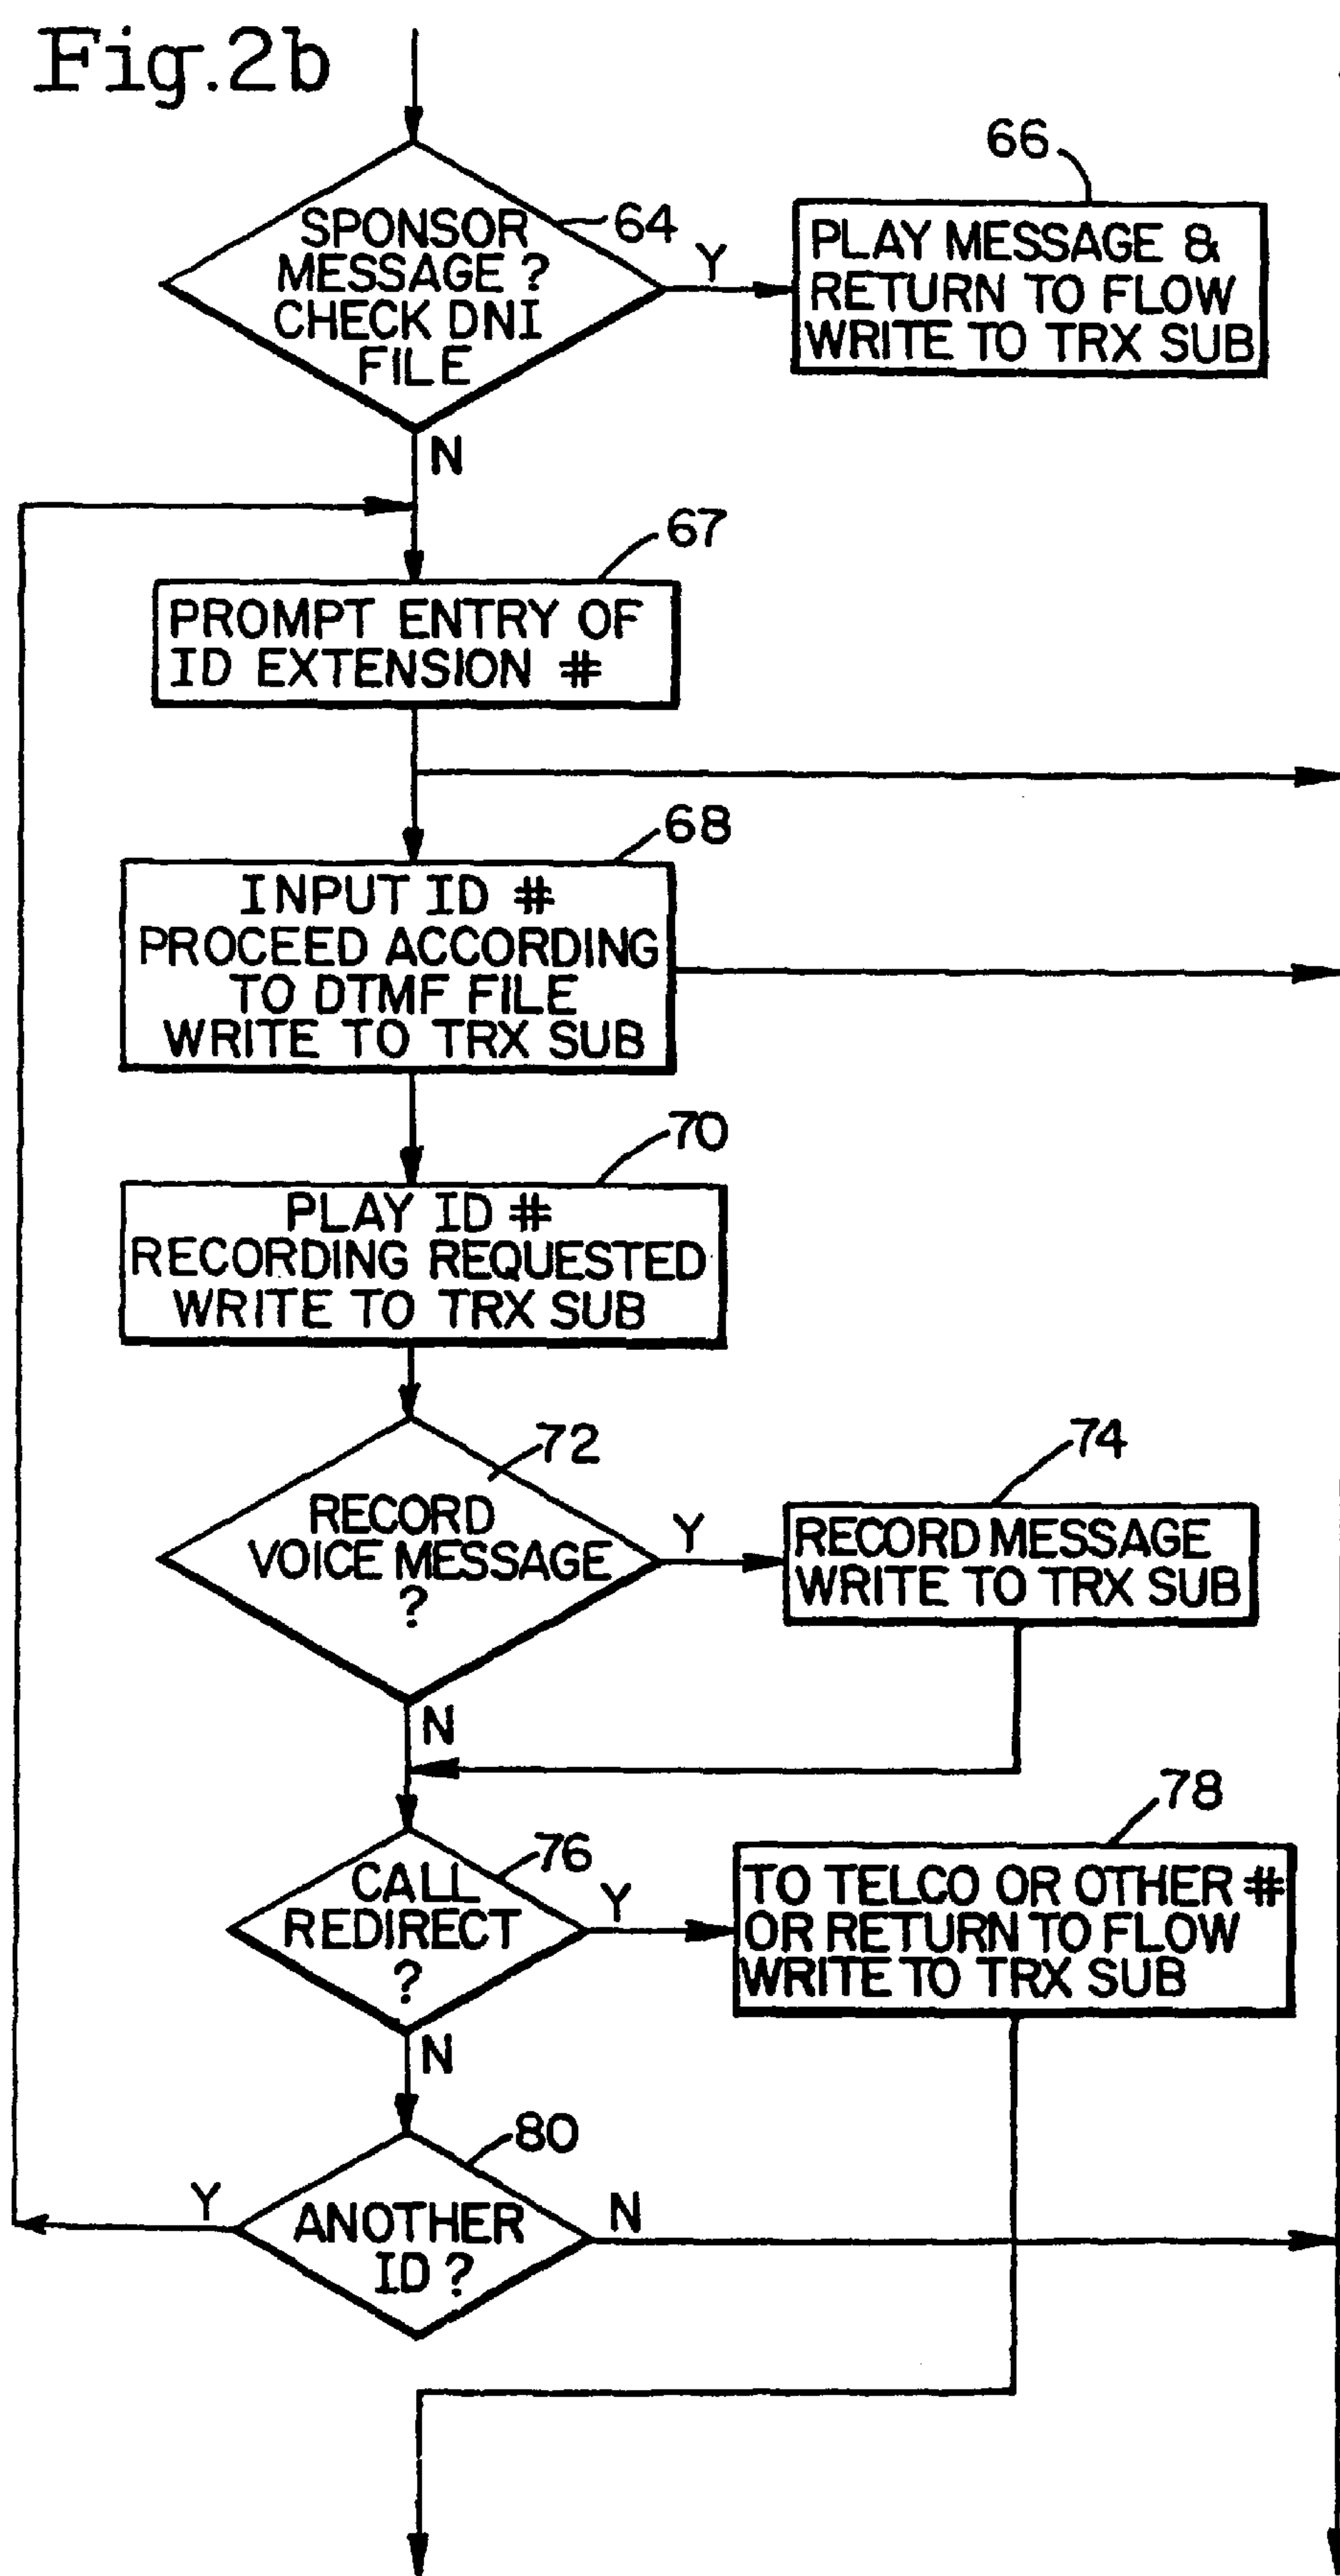 Fig.2b
66
SPONSOR
MESSAGE ?
CHECK DNI
FILE
64
Y
PLAY MESSAGE &
RETURN TO FLOW
WRITE TO TRX SUB
N
67
PROMPT ENTRY OF
ID EXTENSION #
68
INPUT ID #
PROCEED ACCORDING
TO DTMF FILE
WRITE TO TRX SUB
70
PLAY ID #
RECORDING REQUESTED
WRITE TO TRX SUB
72
74
RECORD
VOICE MESSAGE
?
Y
RECORD MESSAGE
WRITE TO TRX SUB
N
78
76
CALL
REDIRECT
?
Y
TO TELCO OR OTHER #
OR RETURN TO FLOW
WRITE TO TRX SUB
N
80
Y
ANOTHER
ID ?
N